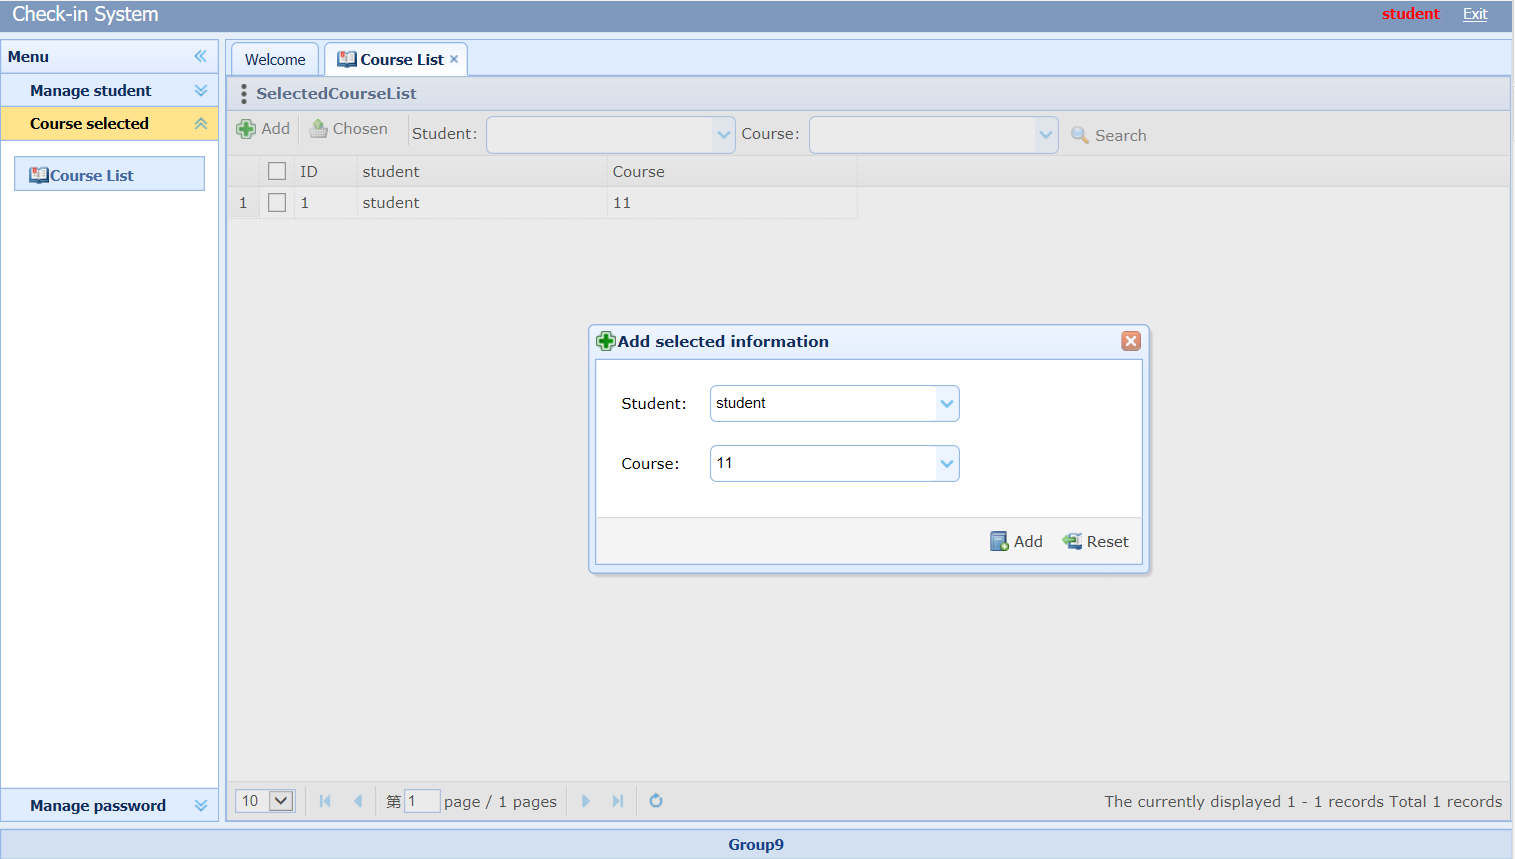 Check-in System
student Exit
Menu
Manage student
Course selected
Course List
Manage password
Welcome
Course List ×
SelectedCourseList
Add Chosen Student: Course: Search
ID student Course
1 1 student 11
Add selected information
Student: student
Course: 11
Add Reset
10 第 1 page / 1 pages The currently displayed 1 - 1 records Total 1 records
Group9